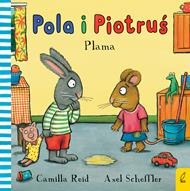 Pola i Piotruś
Plama
Camilla Reid Axel Scheffler